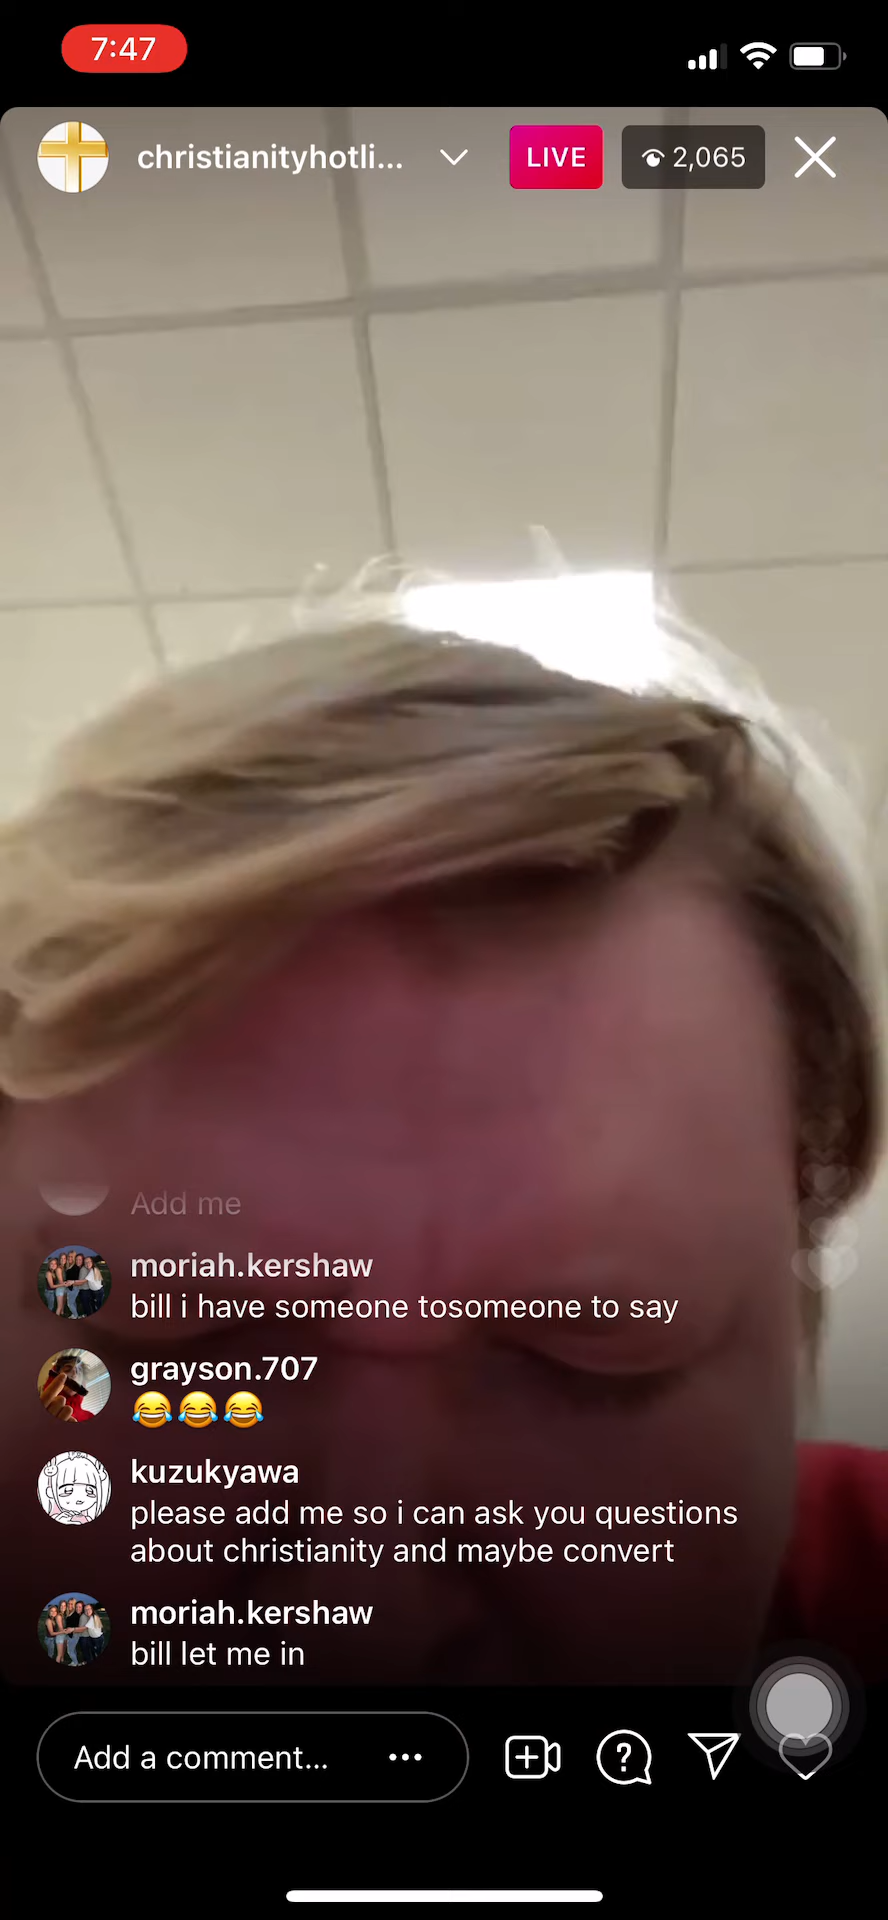 7:47
christianityhotli...
LIVE
2,065
Add me
moriah.kershaw
bill i have someone tosomeone to say
grayson.707
😂😂😂
kuzukyawa
please add me so i can ask you questions
about christianity and maybe convert
moriah.kershaw
bill let me in
Add a comment...